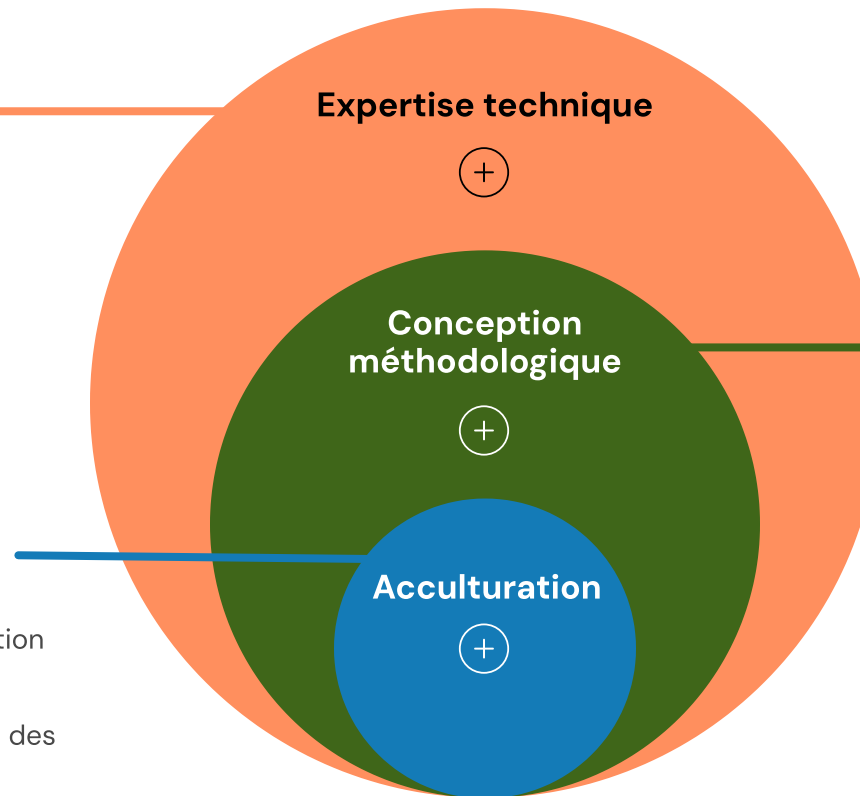 Expertise technique
Conception
méthodologique
Acculturation
tion
des